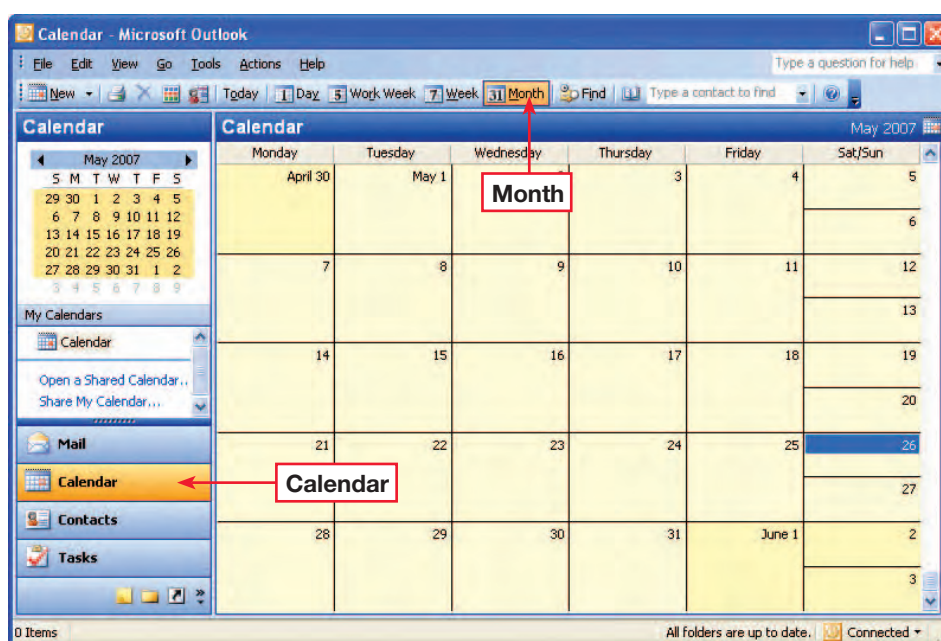 Calendar - Microsoft Outlook
File Edit View Go Tools Actions Help Type a question for help
New Today 1 Day 5 Work Week 7 Week 31 Month Find Type a contact to find
Calendar
Calendar May 2007
May 2007
S M T W T F S
29 30 1 2 3 4 5
6 7 8 9 10 11 12
13 14 15 16 17 18 19
20 21 22 23 24 25 26
27 28 29 30 31 1 2
3 4 5 6 7 8 9
My Calendars
Calendar
Open a Shared Calendar...
Share My Calendar...
Mail
Calendar
Contacts
Tasks
Monday Tuesday Wednesday Thursday Friday Sat/Sun
April 30 May 1 3 4 5
6
Month
7 8 9 10 11 12
13
14 15 16 17 18 19
20
21 22 23 24 25 26
27
Calendar
28 29 30 31 June 1 2
3
0 Items All folders are up to date. Connected